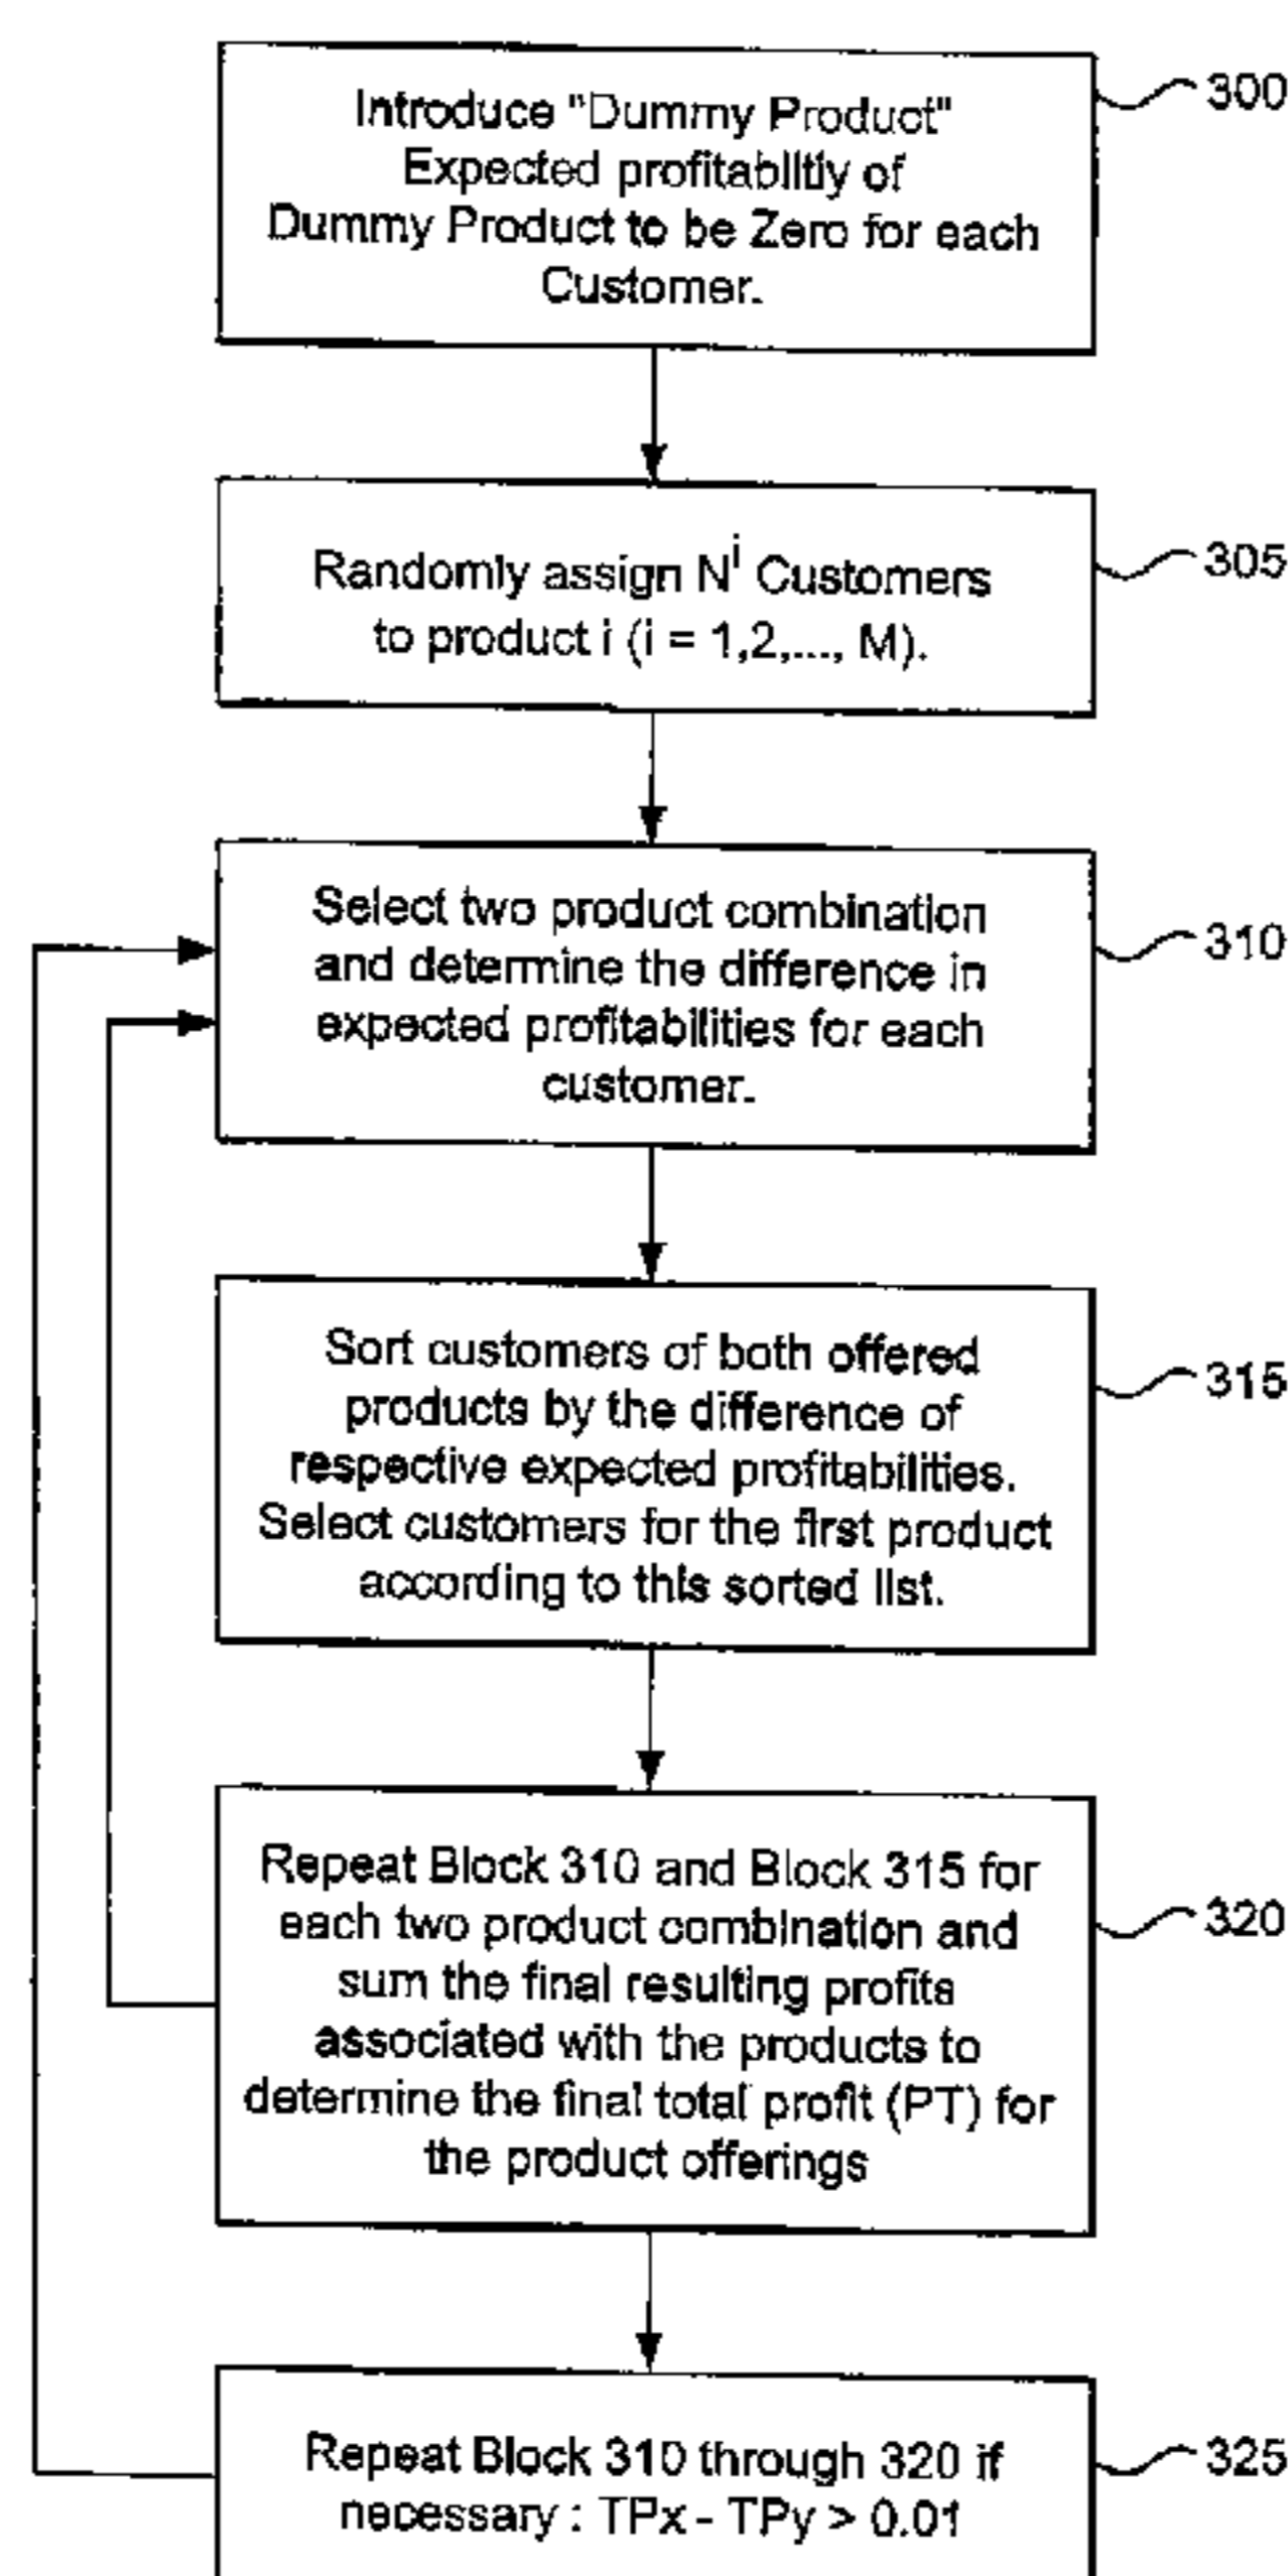 Introduce "Dummy Product"
Expected profitablitiy of
Dummy Product to be Zero for each
Customer.
300
Randomly assign Nⁱ Customers
to product i (i = 1,2,..., M).
305
Select two product combination
and determine the difference in
expected profitabilities for each
customer.
310
Sort customers of both offered
products by the difference of
respective expected profitabilities.
Select customers for the first product
according to this sorted list.
315
Repeat Block 310 and Block 315 for
each two product combination and
sum the final resulting profits
associated with the products to
determine the final total profit (PT) for
the product offerings
320
Repeat Block 310 through 320 if
necessary : TPx - TPy > 0.01
325